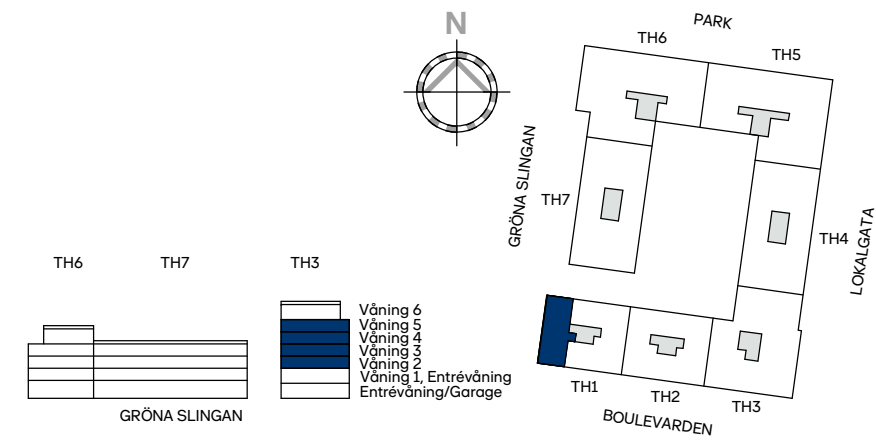 N
PARK
TH6
TH5
GRÖNA SLINGAN
TH7
TH4
LOKALGATA
TH6
TH7
TH3
Våning 6
Våning 5
Våning 4
Våning 3
Våning 2
Våning 1, Entrévåning
Entrévåning/Garage
GRÖNA SLINGAN
TH1
TH2
TH3
BOULEVARDEN